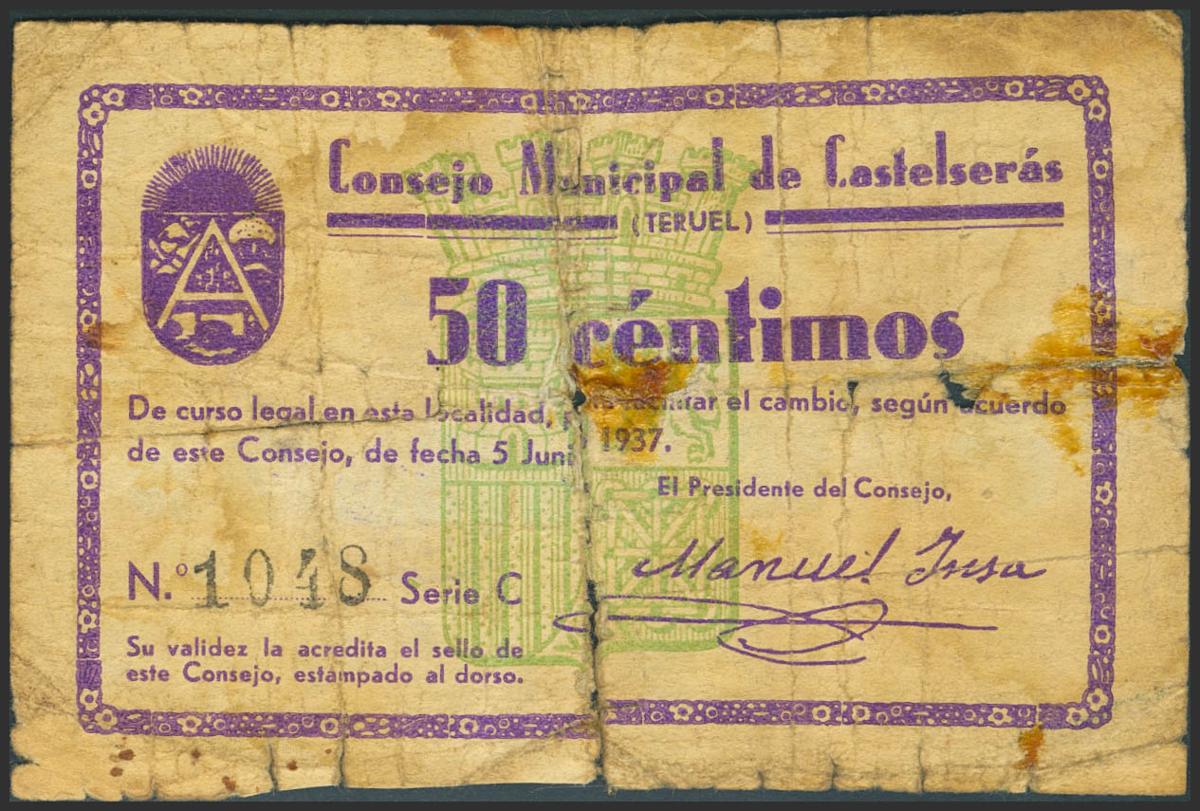 Consejo Municipal de Castelserás
(TERUEL)
A
50 céntimos
De curso legal en esta localidad, facilitar el cambio, según acuerdo
de este Consejo, de fecha 5 Juni 1937.
El Presidente del Consejo,
Manuel Insa
N.º 1048 Serie C
Su validez la acredita el sello de
este Consejo, estampado al dorso.